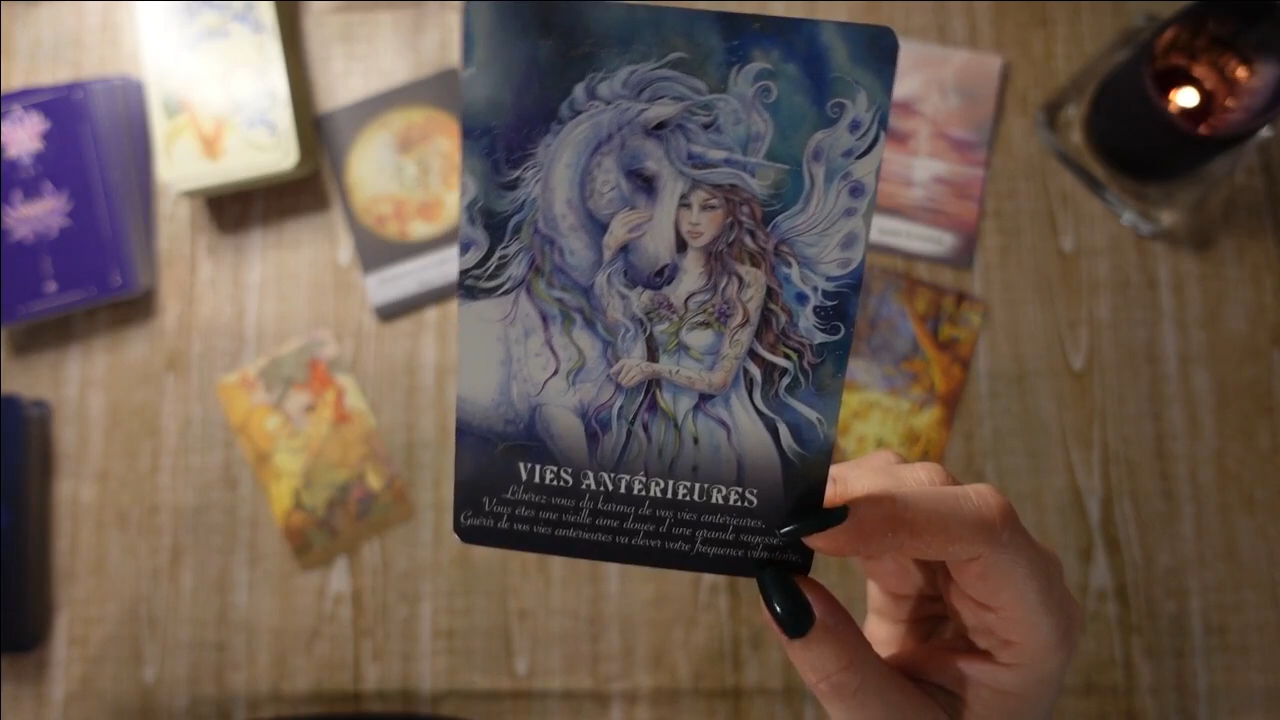 VIES ANTÉRIEURES
Libérez-vous du karma de vos vies antérieures.
Vous êtes une vieille âme douée d'une grande sagesse.
Guérir de vos vies antérieures va élever votre fréquence vibratoire.